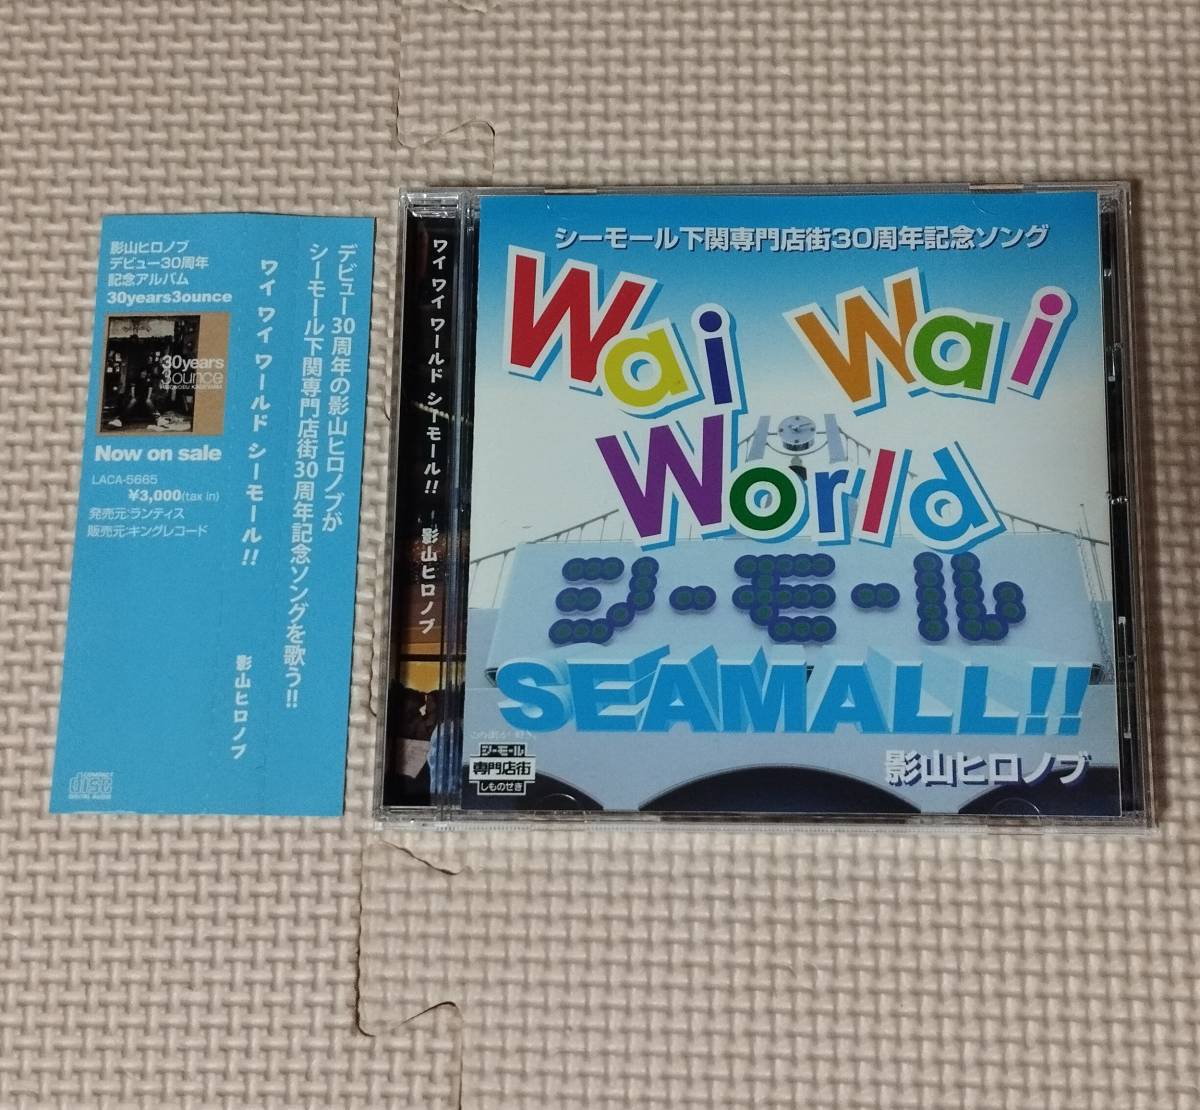 影山ヒロノブ
デビュー30周年
記念アルバム
30years3ounce
30years
3ounce
HIRONOBU KAGEYAMA
Now on sale
LACA-5665
¥3,000(tax in)
発売元:ランティス
販売元:キングレコード
ワイ ワイ ワールド シーモール!! 影山ヒロノブ
COMPACT
disc
DIGITAL AUDIO
デビュー30周年の影山ヒロノブが
シーモール下関専門店街30周年記念ソングを歌う!!
ワイ ワイ ワールド シーモール!! 影山ヒロノブ
シーモール下関専門店街30周年記念ソング
Wai Wai
World
シーモール
SEAMALL!!
シーモール
専門店街
しものせき
影山ヒロノブ